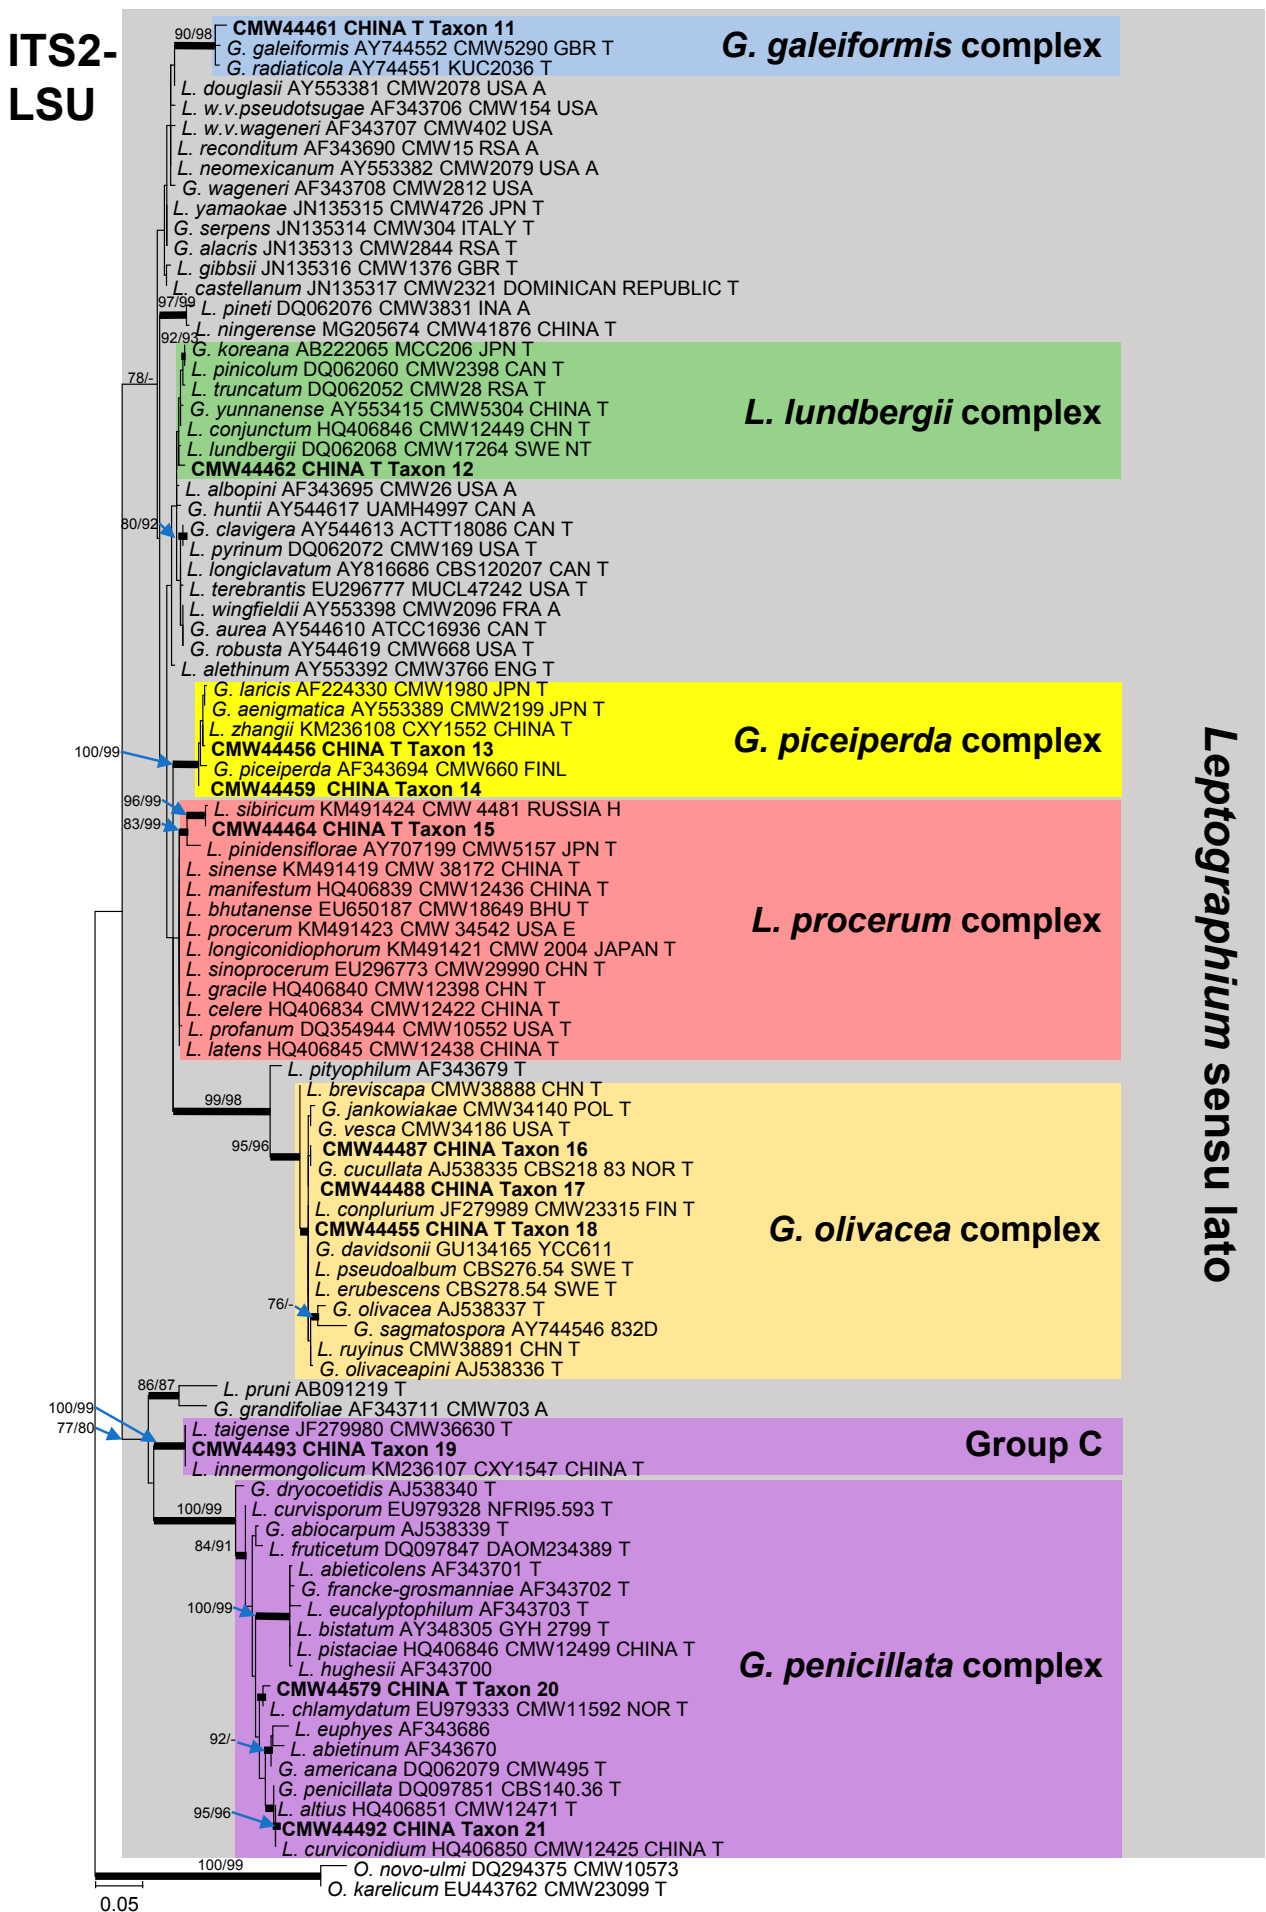 ITS2-
LSU
90/98
CMW44461 CHINA T Taxon 11
G. galeiformis AY744552 CMW5290 GBR T
G. radiaticola AY744551 KUC2036 T
G. galeiformis complex
L. douglasii AY553381 CMW2078 USA A
L. w.v.pseudotsugae AF343706 CMW154 USA
L. w.v.wageneri AF343707 CMW402 USA
L. reconditum AF343690 CMW15 RSA A
L. neomexicanum AY553382 CMW2079 USA A
G. wageneri AF343708 CMW2812 USA
L. yamaokae JN135315 CMW4726 JPN T
G. serpens JN135314 CMW304 ITALY T
G. alacris JN135313 CMW2844 RSA T
L. gibbsii JN135316 CMW1376 GBR T
L. castellanum JN135317 CMW2321 DOMINICAN REPUBLIC T
97/99
L. pineti DQ062076 CMW3831 INA A
L. ningerense MG205674 CMW41876 CHINA T
92/93
78/-
G. koreana AB222065 MCC206 JPN T
L. pinicolum DQ062060 CMW2398 CAN T
L. truncatum DQ062052 CMW28 RSA T
G. yunnanense AY553415 CMW5304 CHINA T
L. conjunctum HQ406846 CMW12449 CHN T
L. lundbergii DQ062068 CMW17264 SWE NT
CMW44462 CHINA T Taxon 12
L. lundbergii complex
L. albopini AF343695 CMW26 USA A
G. huntii AY544617 UAMH4997 CAN A
80/92
G. clavigera AY544613 ACTT18086 CAN T
L. pyrinum DQ062072 CMW169 USA T
L. longiclavatum AY816686 CBS120207 CAN T
L. terebrantis EU296777 MUCL47242 USA T
L. wingfieldii AY553398 CMW2096 FRA A
G. aurea AY544610 ATCC16936 CAN T
G. robusta AY544619 CMW668 USA T
L. alethinum AY553392 CMW3766 ENG T
G. laricis AF224330 CMW1980 JPN T
G. aenigmatica AY553389 CMW2199 JPN T
L. zhangii KM236108 CXY1552 CHINA T
CMW44456 CHINA T Taxon 13
100/99
G. piceiperda AF343694 CMW660 FINL
CMW44459 CHINA T Taxon 14
G. piceiperda complex
96/99
83/99
L. sibiricum KM491424 CMW 4481 RUSSIA H
CMW44464 CHINA T Taxon 15
L. pinidensiflorae AY707199 CMW5157 JPN T
L. sinense KM491419 CMW 38172 CHINA T
L. manifestum HQ406839 CMW12436 CHINA T
L. bhutanense EU650187 CMW18649 BHU T
L. procerum KM491423 CMW 34542 USA E
L. longiconidiophorum KM491421 CMW 2004 JAPAN T
L. sinoprocerum EU296773 CMW29990 CHN T
L. gracile HQ406840 CMW12398 CHN T
L. celere HQ406834 CMW12422 CHINA T
L. profanum DQ354944 CMW10552 USA T
L. latens HQ406845 CMW12438 CHINA T
L. procerum complex
Leptographium sensu lato
L. pityophilum AF343679 T
99/98
95/96
L. breviscapa CMW38888 CHN T
G. jankowiakae CMW34140 POL T
G. vesca CMW34186 USA T
CMW44487 CHINA Taxon 16
G. cucullata AJ538335 CBS218 83 NOR T
CMW44488 CHINA Taxon 17
L. conplurium JF279989 CMW23315 FIN T
CMW44455 CHINA T Taxon 18
G. davidsonii GU134165 YCC611
L. pseudoalbum CBS276.54 SWE T
L. erubescens CBS278.54 SWE T
76/-
G. olivacea AJ538337 T
G. sagmatospora AY744546 832D
L. ruyinus CMW38891 CHN T
G. olivaceapini AJ538336 T
G. olivacea complex
86/87
L. pruni AB091219 T
G. grandifoliae AF343711 CMW703 A
100/99
77/80
L. taigense JF279980 CMW36630 T
CMW44493 CHINA Taxon 19
L. innermongolicum KM236107 CXY1547 CHINA T
Group C
100/99
84/91
G. dryocoetidis AJ538340 T
L. curvisporum EU979328 NFRI95.593 T
G. abiocarpum AJ538339 T
L. fruticetum DQ097847 DAOM234389 T
L. abieticolens AF343701 T
G. francke-grosmanniae AF343702 T
100/99
L. eucalyptophilum AF343703 T
L. bistatum AY348305 GYH 2799 T
L. pistaciae HQ406846 CMW12499 CHINA T
L. hughesii AF343700
CMW44579 CHINA T Taxon 20
L. chlamydatum EU979333 CMW11592 NOR T
L. euphyes AF343686
92/-
L. abietinum AF343670
G. americana DQ062079 CMW495 T
G. penicillata DQ097851 CBS140.36 T
95/96
L. altius HQ406851 CMW12471 T
CMW44492 CHINA Taxon 21
L. curviconidium HQ406850 CMW12425 CHINA T
G. penicillata complex
100/99
O. novo-ulmi DQ294375 CMW10573
O. karelicum EU443762 CMW23099 T
0.05